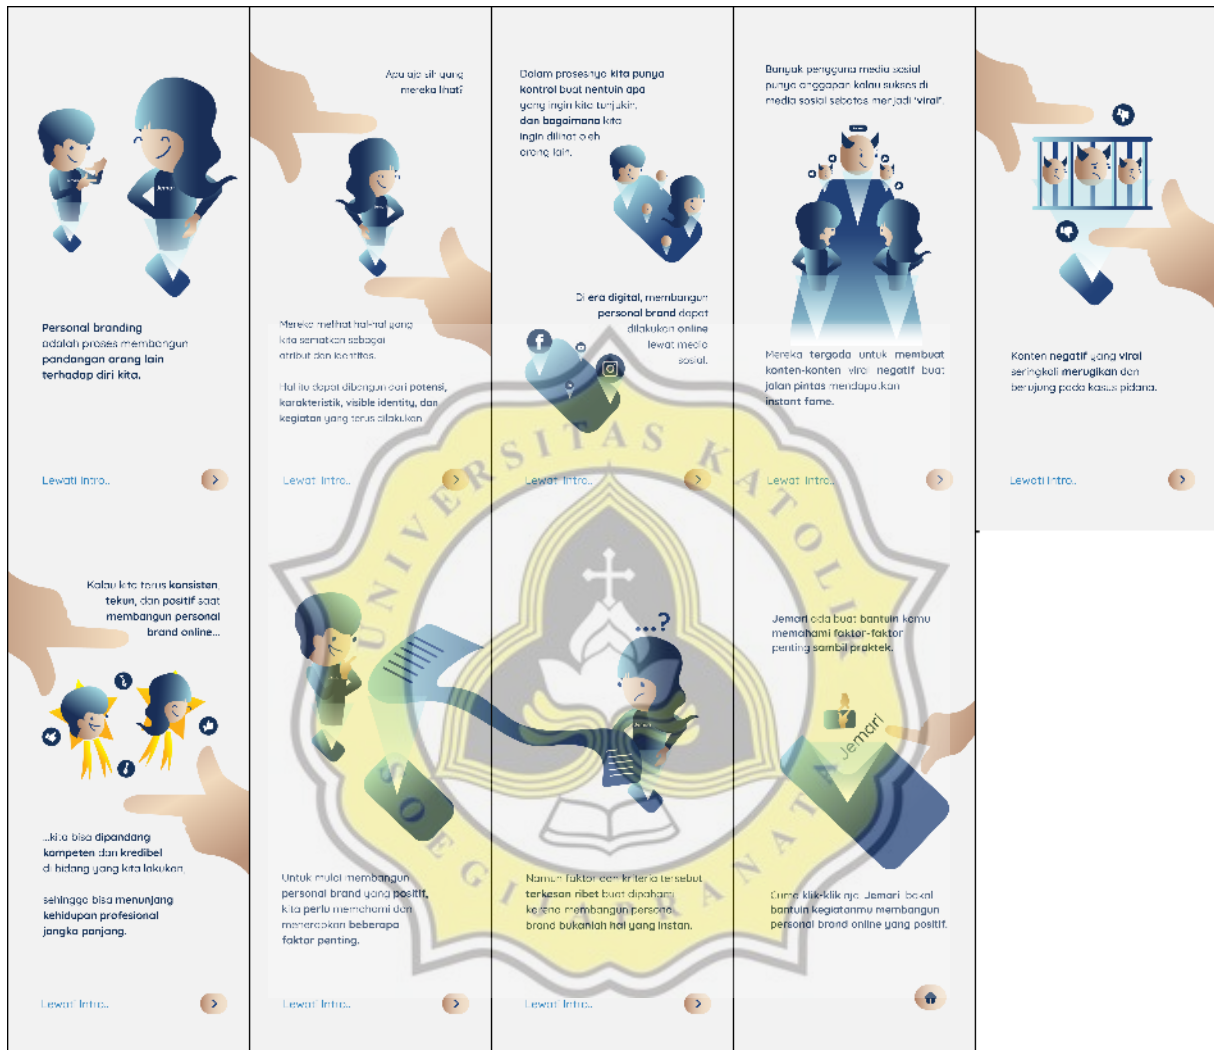 Jemari
Personal branding
adalah proses membangun
pandangan orang lain
terhadap diri kita.
Lewati Intro..
Apa aja sih yang
mereka lihat?
Mereka melihat hal-hal yang
kita sematkan sebagai
atribut dan identitas.
Hal itu dapat dibangun dari potensi,
karakteristik, visible identity, dan
kegiatan yang terus dilakukan
Lewati Intro..
Dalam prosesnya kita punya
kontrol buat nentuin apa
yang ingin kita tunjukin,
dan bagaimana kita
ingin dilihat oleh
orang lain.
Di era digital, membangun
personal brand dapat
dilakukan online
lewat media
sosial.
Lewati Intro..
Banyak pengguna media sosial
punya anggapan kalau sukses di
media sosial sebatas menjadi 'viral'.
Mereka tergoda untuk membuat
konten-konten viral negatif buat
jalan pintas mendapatkan
instant fame.
Lewati Intro..
Konten negatif yang viral
seringkali merugikan dan
berujung pada kasus pidana.
Lewati Intro..
Kalau kita terus konsisten,
tekun, dan positif saat
membangun personal
brand online...
...kita bisa dipandang
kompeten dan kredibel
di bidang yang kita lakukan,
sehingga bisa menunjang
kehidupan profesional
jangka panjang.
Lewati Intro..
Untuk mulai membangun
personal brand yang positif,
kita perlu memahami dan
menerapkan beberapa
faktor penting.
Lewati Intro..
...?
Jemari
Namun faktor dan kriteria tersebut
terkesan ribet buat dipahami
karena membangun personal
brand bukanlah hal yang instan.
Lewati Intro..
Jemari ada buat bantuin kamu
memahami faktor-faktor
penting sambil praktek.
Jemari
Cuma klik-klik aja Jemari bakal
bantuin kegiatanmu membangun
personal brand online yang positif.
UNIVERSITAS KATOLIK
SOEGIJAPRANATA